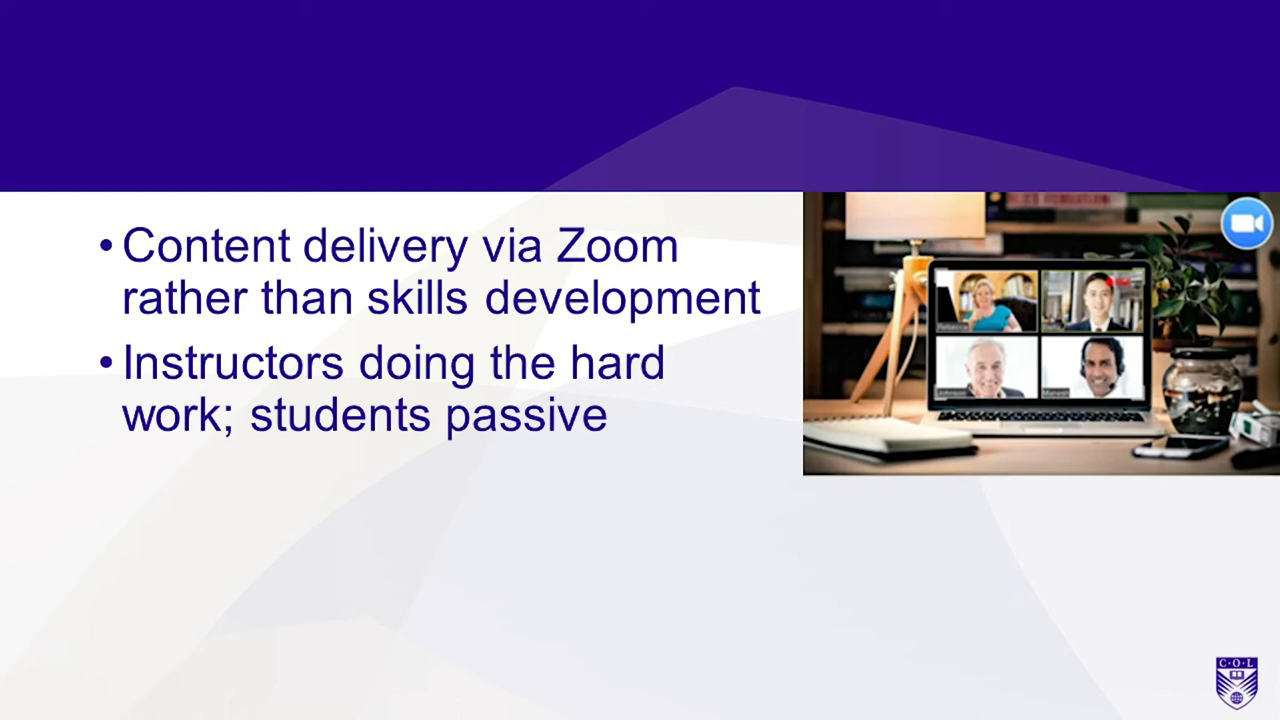 • Content delivery via Zoom
rather than skills development
• Instructors doing the hard
work; students passive
C·O·L